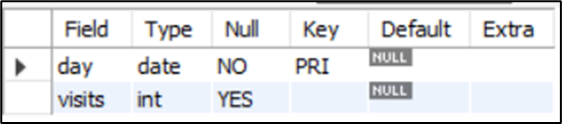 Field Type Null Key Default Extra
day date NO PRI NULL
visits int YES NULL